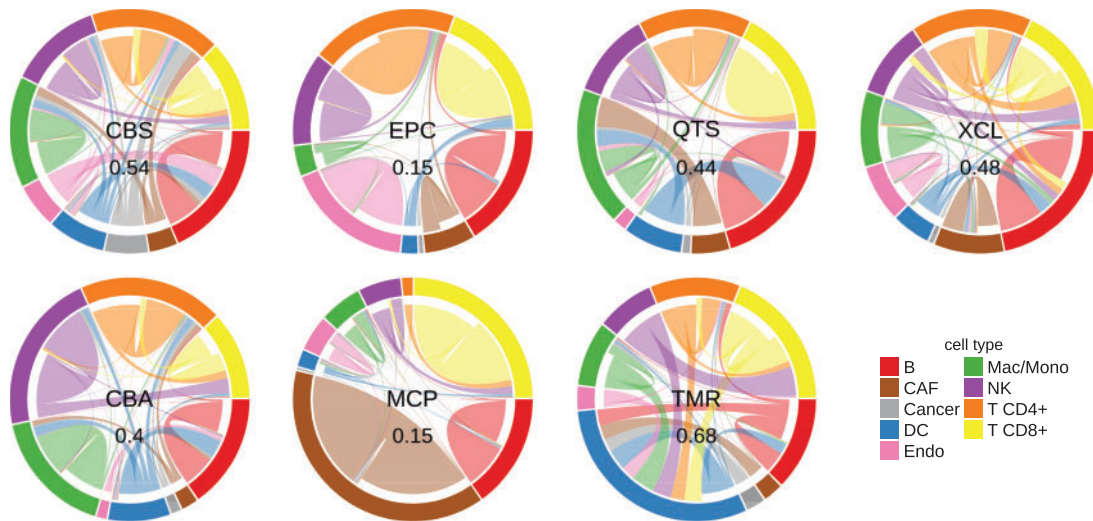 CBS
0.54
EPC
0.15
QTS
0.44
XCL
0.48
CBA
0.4
MCP
0.15
TMR
0.68
cell type
B
CAF
Cancer
DC
Endo
Mac/Mono
NK
T CD4+
T CD8+